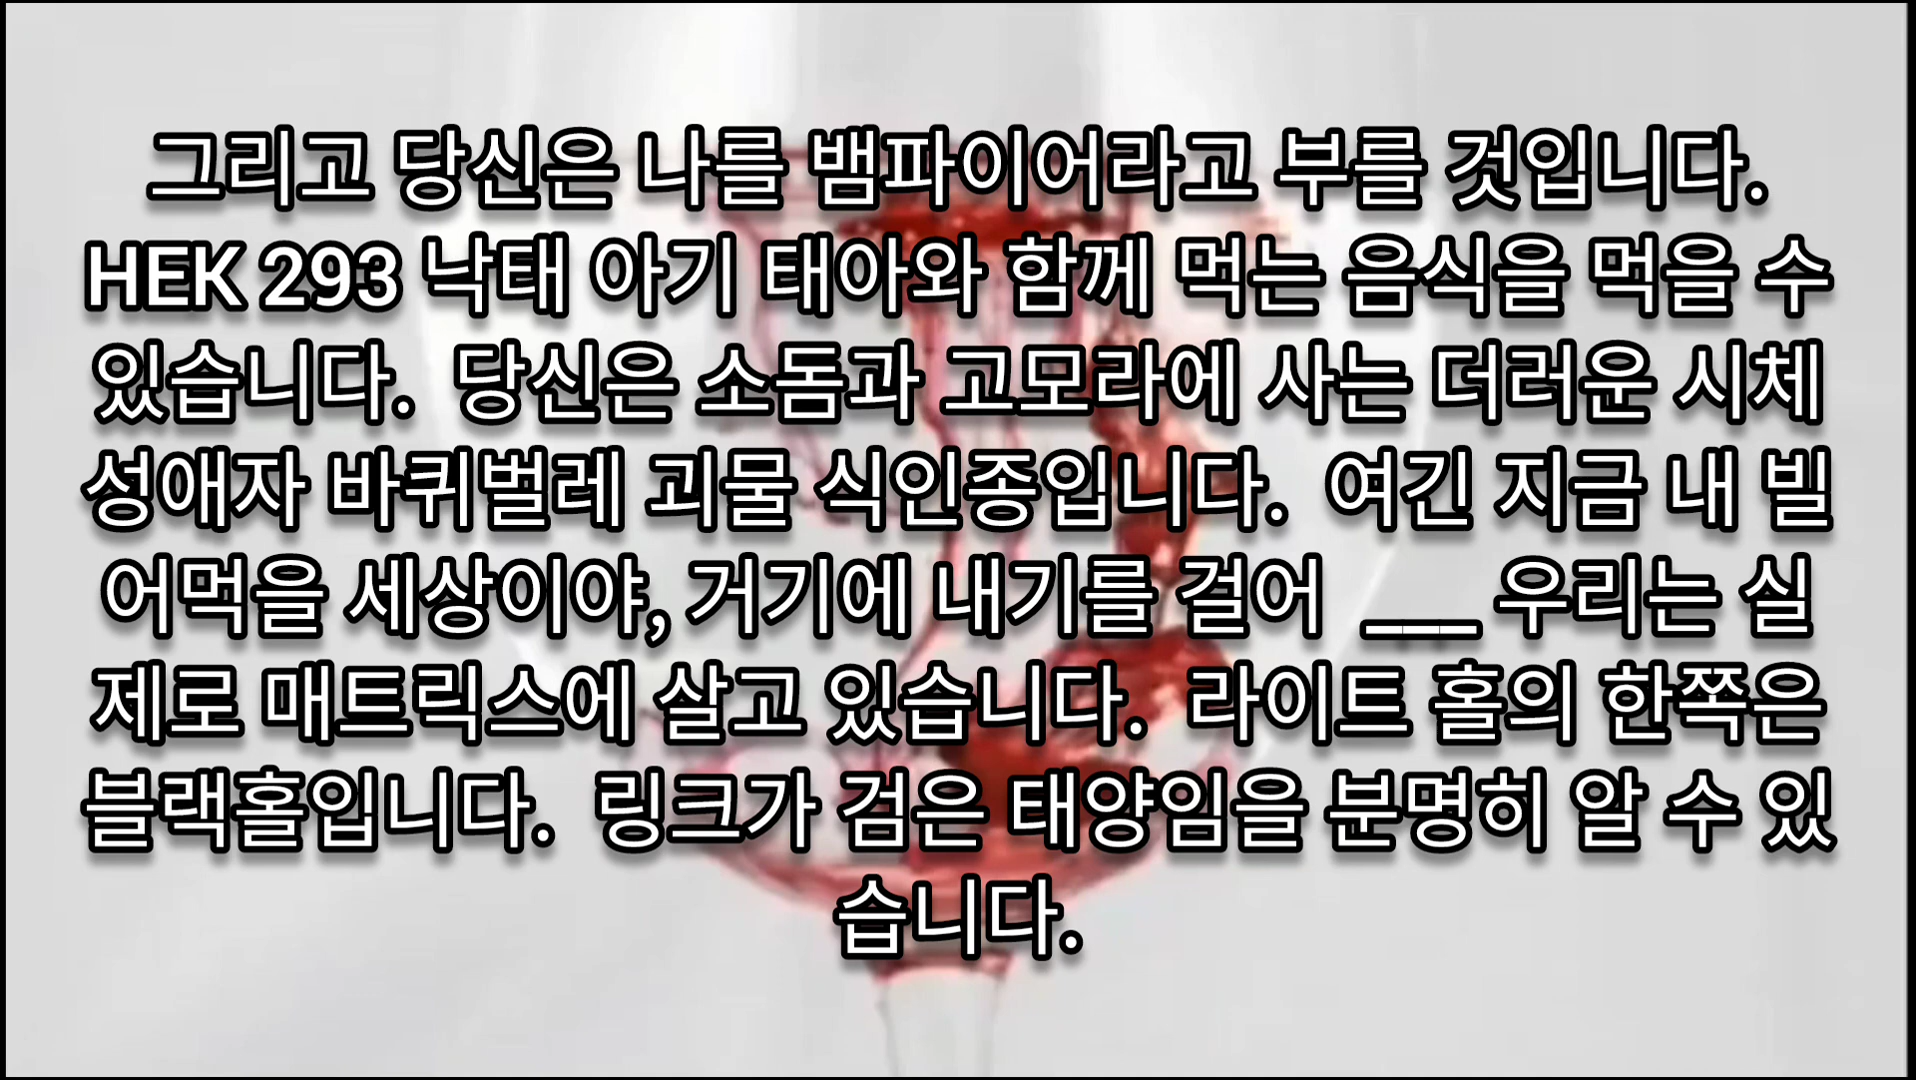 그리고 당신은 나를 뱀파이어라고 부를 것입니다.
HEK 293 낙태 아기 태아와 함께 먹는 음식을 먹을 수
있습니다. 당신은 소돔과 고모라에 사는 더러운 시체
성애자 바퀴벌레 괴물 식인종입니다. 여긴 지금 내 빌
어먹을 세상이야, 거기에 내기를 걸어 ___ 우리는 실
제로 매트릭스에 살고 있습니다. 라이트 홀의 한쪽은
블랙홀입니다. 링크가 검은 태양임을 분명히 알 수 있
습니다.